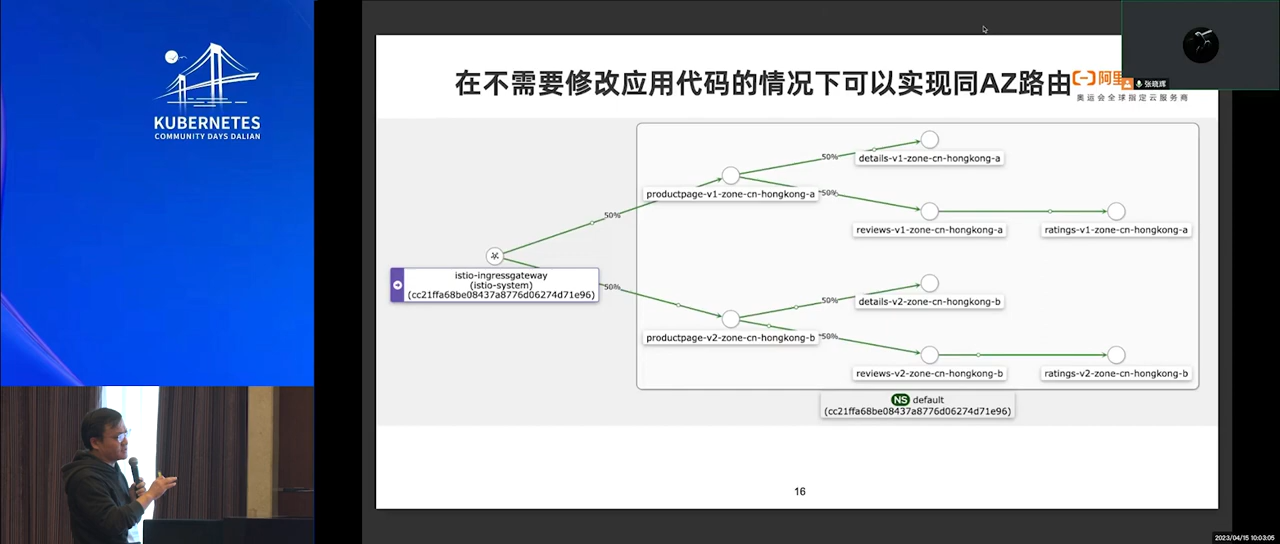 KUBERNETES
COMMUNITY DAYS DALIAN
在不需要修改应用代码的情况下可以实现同AZ路由
阿里
奥运会全球指定云服务商
张晓辉
50%
details-v1-zone-cn-hongkong-a
productpage-v1-zone-cn-hongkong-a
50%
50%
reviews-v1-zone-cn-hongkong-a
ratings-v1-zone-cn-hongkong-a
istio-ingressgateway
(istio-system)
(cc21ffa68be08437a8776d06274d71e96)
50%
50%
details-v2-zone-cn-hongkong-b
productpage-v2-zone-cn-hongkong-b
50%
reviews-v2-zone-cn-hongkong-b
ratings-v2-zone-cn-hongkong-b
NS default
(cc21ffa68be08437a8776d06274d71e96)
16
2023/04/15 10:03:05